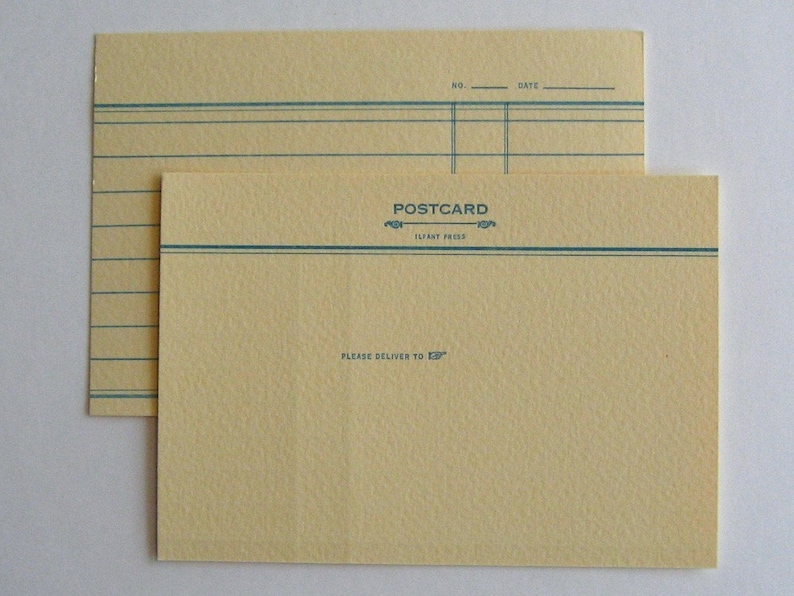 NO. DATE
POSTCARD
ILFANT PRESS
PLEASE DELIVER TO